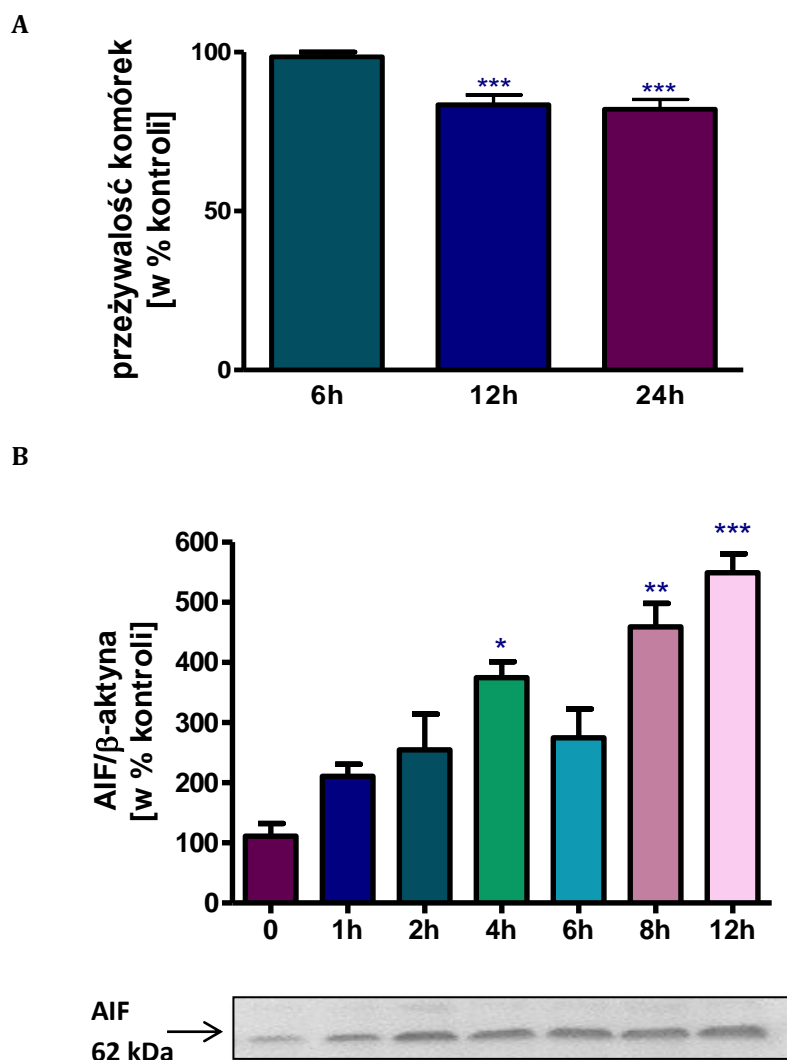 A
przeżywalość komórek
[w % kontroli]
100
50
0
***
***
6h
12h
24h
B
AIF/β-aktyna
[w % kontroli]
600
500
400
300
200
100
0
*
**
***
0
1h
2h
4h
6h
8h
12h
AIF
62 kDa